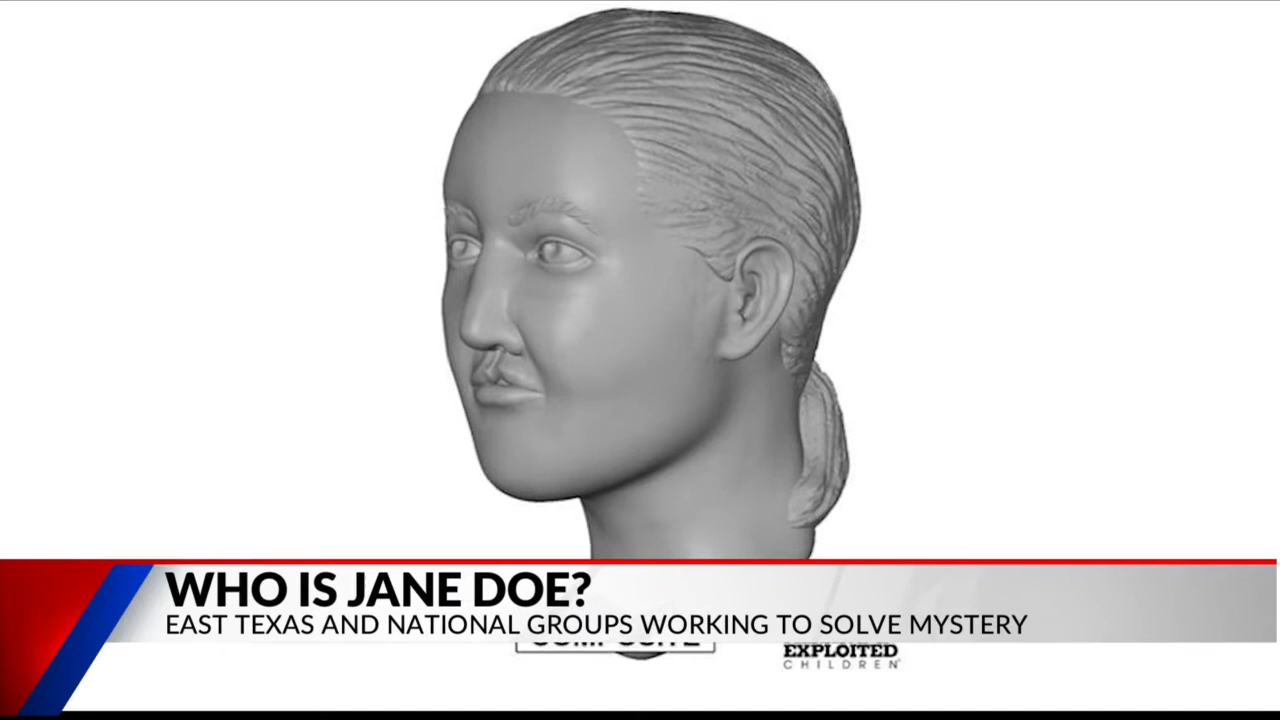 WHO IS JANE DOE?
EAST TEXAS AND NATIONAL GROUPS WORKING TO SOLVE MYSTERY
EXPLOITED
CHILDREN